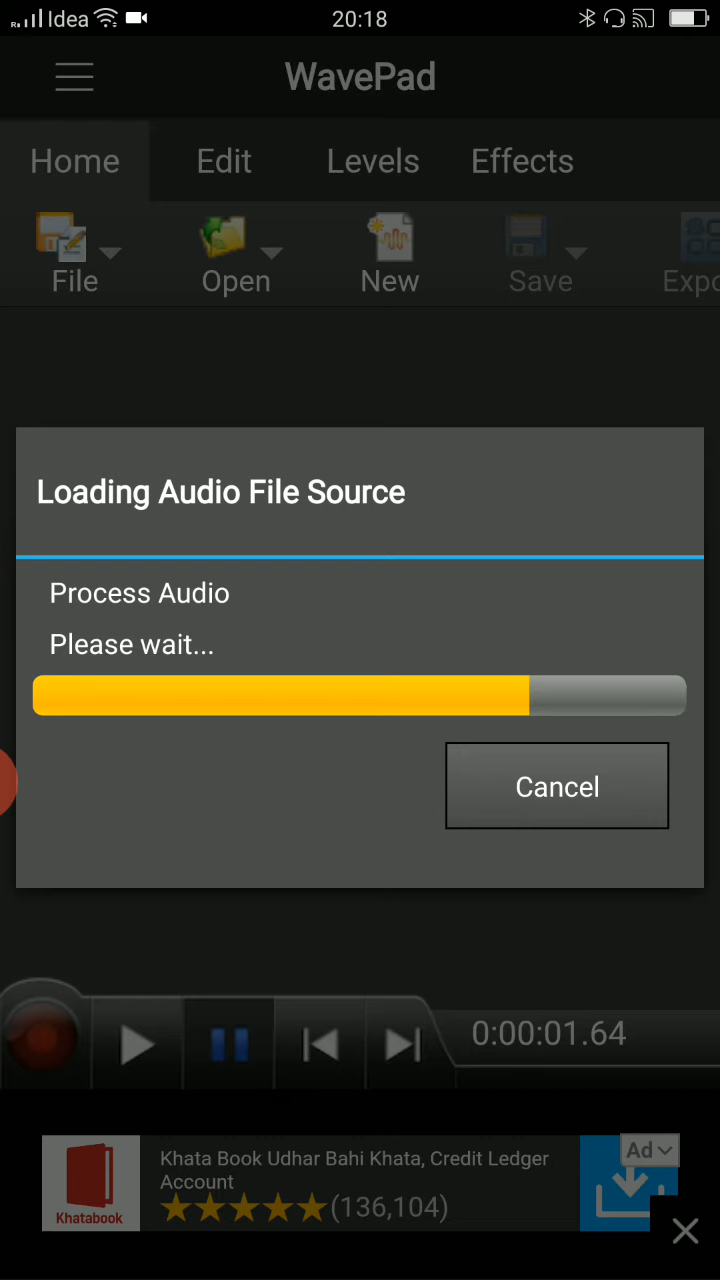 Idea 20:18
WavePad
Home Edit Levels Effects
File Open New Save Expo
Loading Audio File Source
Process Audio
Please wait...
Cancel
0:00:01.64
Khata Book Udhar Bahi Khata, Credit Ledger
Account
(136,104)
Khatabook
Ad